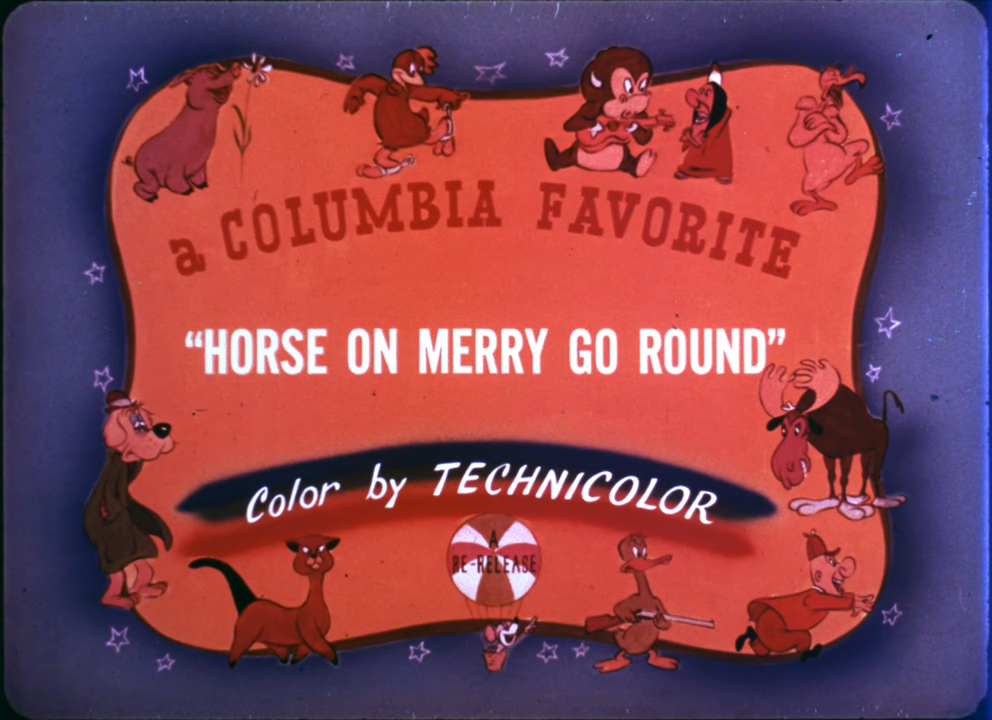 a COLUMBIA FAVORITE
“HORSE ON MERRY GO ROUND”
Color by TECHNICOLOR
A
RE-RELEASE